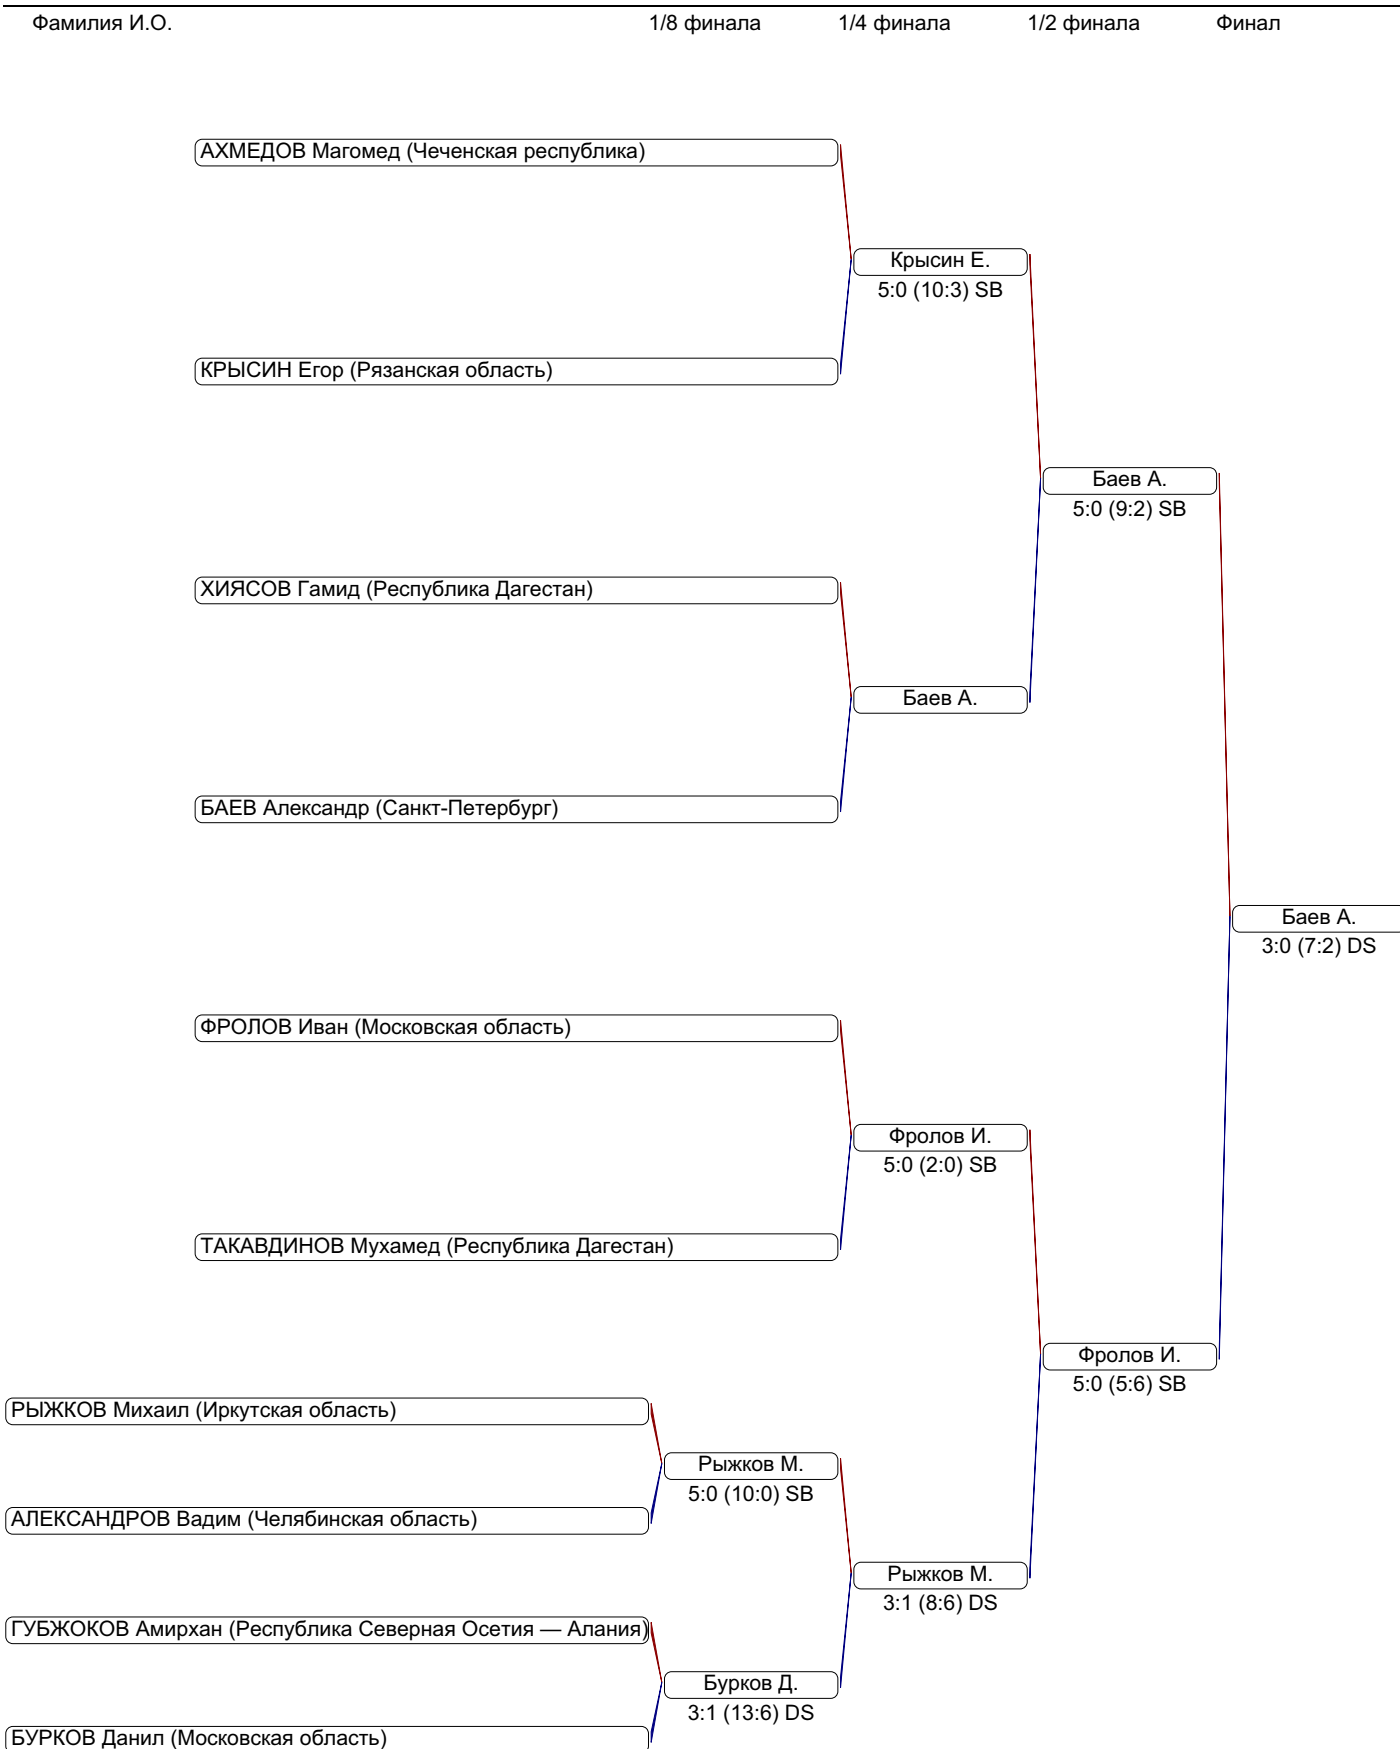 Фамилия И.О. 1/8 финала 1/4 финала 1/2 финала Финал
АХМЕДОВ Магомед (Чеченская республика)
Крысин Е.
5:0 (10:3) SB
КРЫСИН Егор (Рязанская область)
Баев А.
5:0 (9:2) SB
ХИЯСОВ Гамид (Республика Дагестан)
Баев А.
БАЕВ Александр (Санкт-Петербург)
Баев А.
3:0 (7:2) DS
ФРОЛОВ Иван (Московская область)
Фролов И.
5:0 (2:0) SB
ТАКАВДИНОВ Мухамед (Республика Дагестан)
Фролов И.
5:0 (5:6) SB
РЫЖКОВ Михаил (Иркутская область)
Рыжков М.
5:0 (10:0) SB
АЛЕКСАНДРОВ Вадим (Челябинская область)
Рыжков М.
3:1 (8:6) DS
ГУБЖОКОВ Амирхан (Республика Северная Осетия — Алания)
Бурков Д.
3:1 (13:6) DS
БУРКОВ Данил (Московская область)